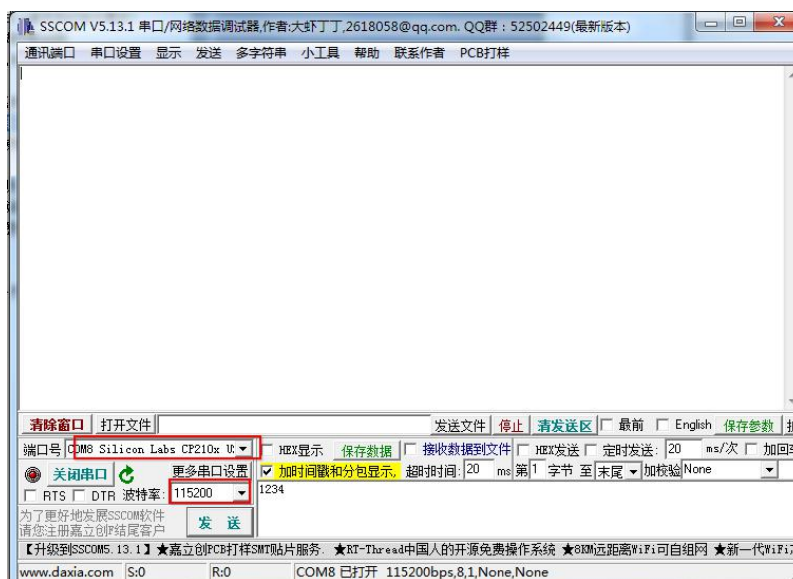 SSCOM V5.13.1 串口/网络数据调试器,作者:大虾丁丁,2618058@qq.com. QQ群：52502449(最新版本)
通讯端口 串口设置 显示 发送 多字符串 小工具 帮助 联系作者 PCB打样
清除窗口 打开文件 发送文件 停止 清发送区 最前 English 保存参数
端口号 COM8 Silicon Labs CP210x U HEX显示 保存数据 接收数据到文件 HEX发送 定时发送: 20 ms/次 加回车
关闭串口 更多串口设置 加时间戳和分包显示, 超时时间: 20 ms 第1 字节 至 末尾 加校验 None
RTS DTR 波特率: 115200 1234
为了更好地发展SSCOM软件
请您注册嘉立创F结尾客户 发 送
【升级到SSCOM5.13.1】★嘉立创PCB打样SMT贴片服务. ★RT-Thread中国人的开源免费操作系统 ★8KM远距离WiFi可自组网 ★新一代WiFi
www.daxia.com S:0 R:0 COM8 已打开 115200bps,8,1,None,None